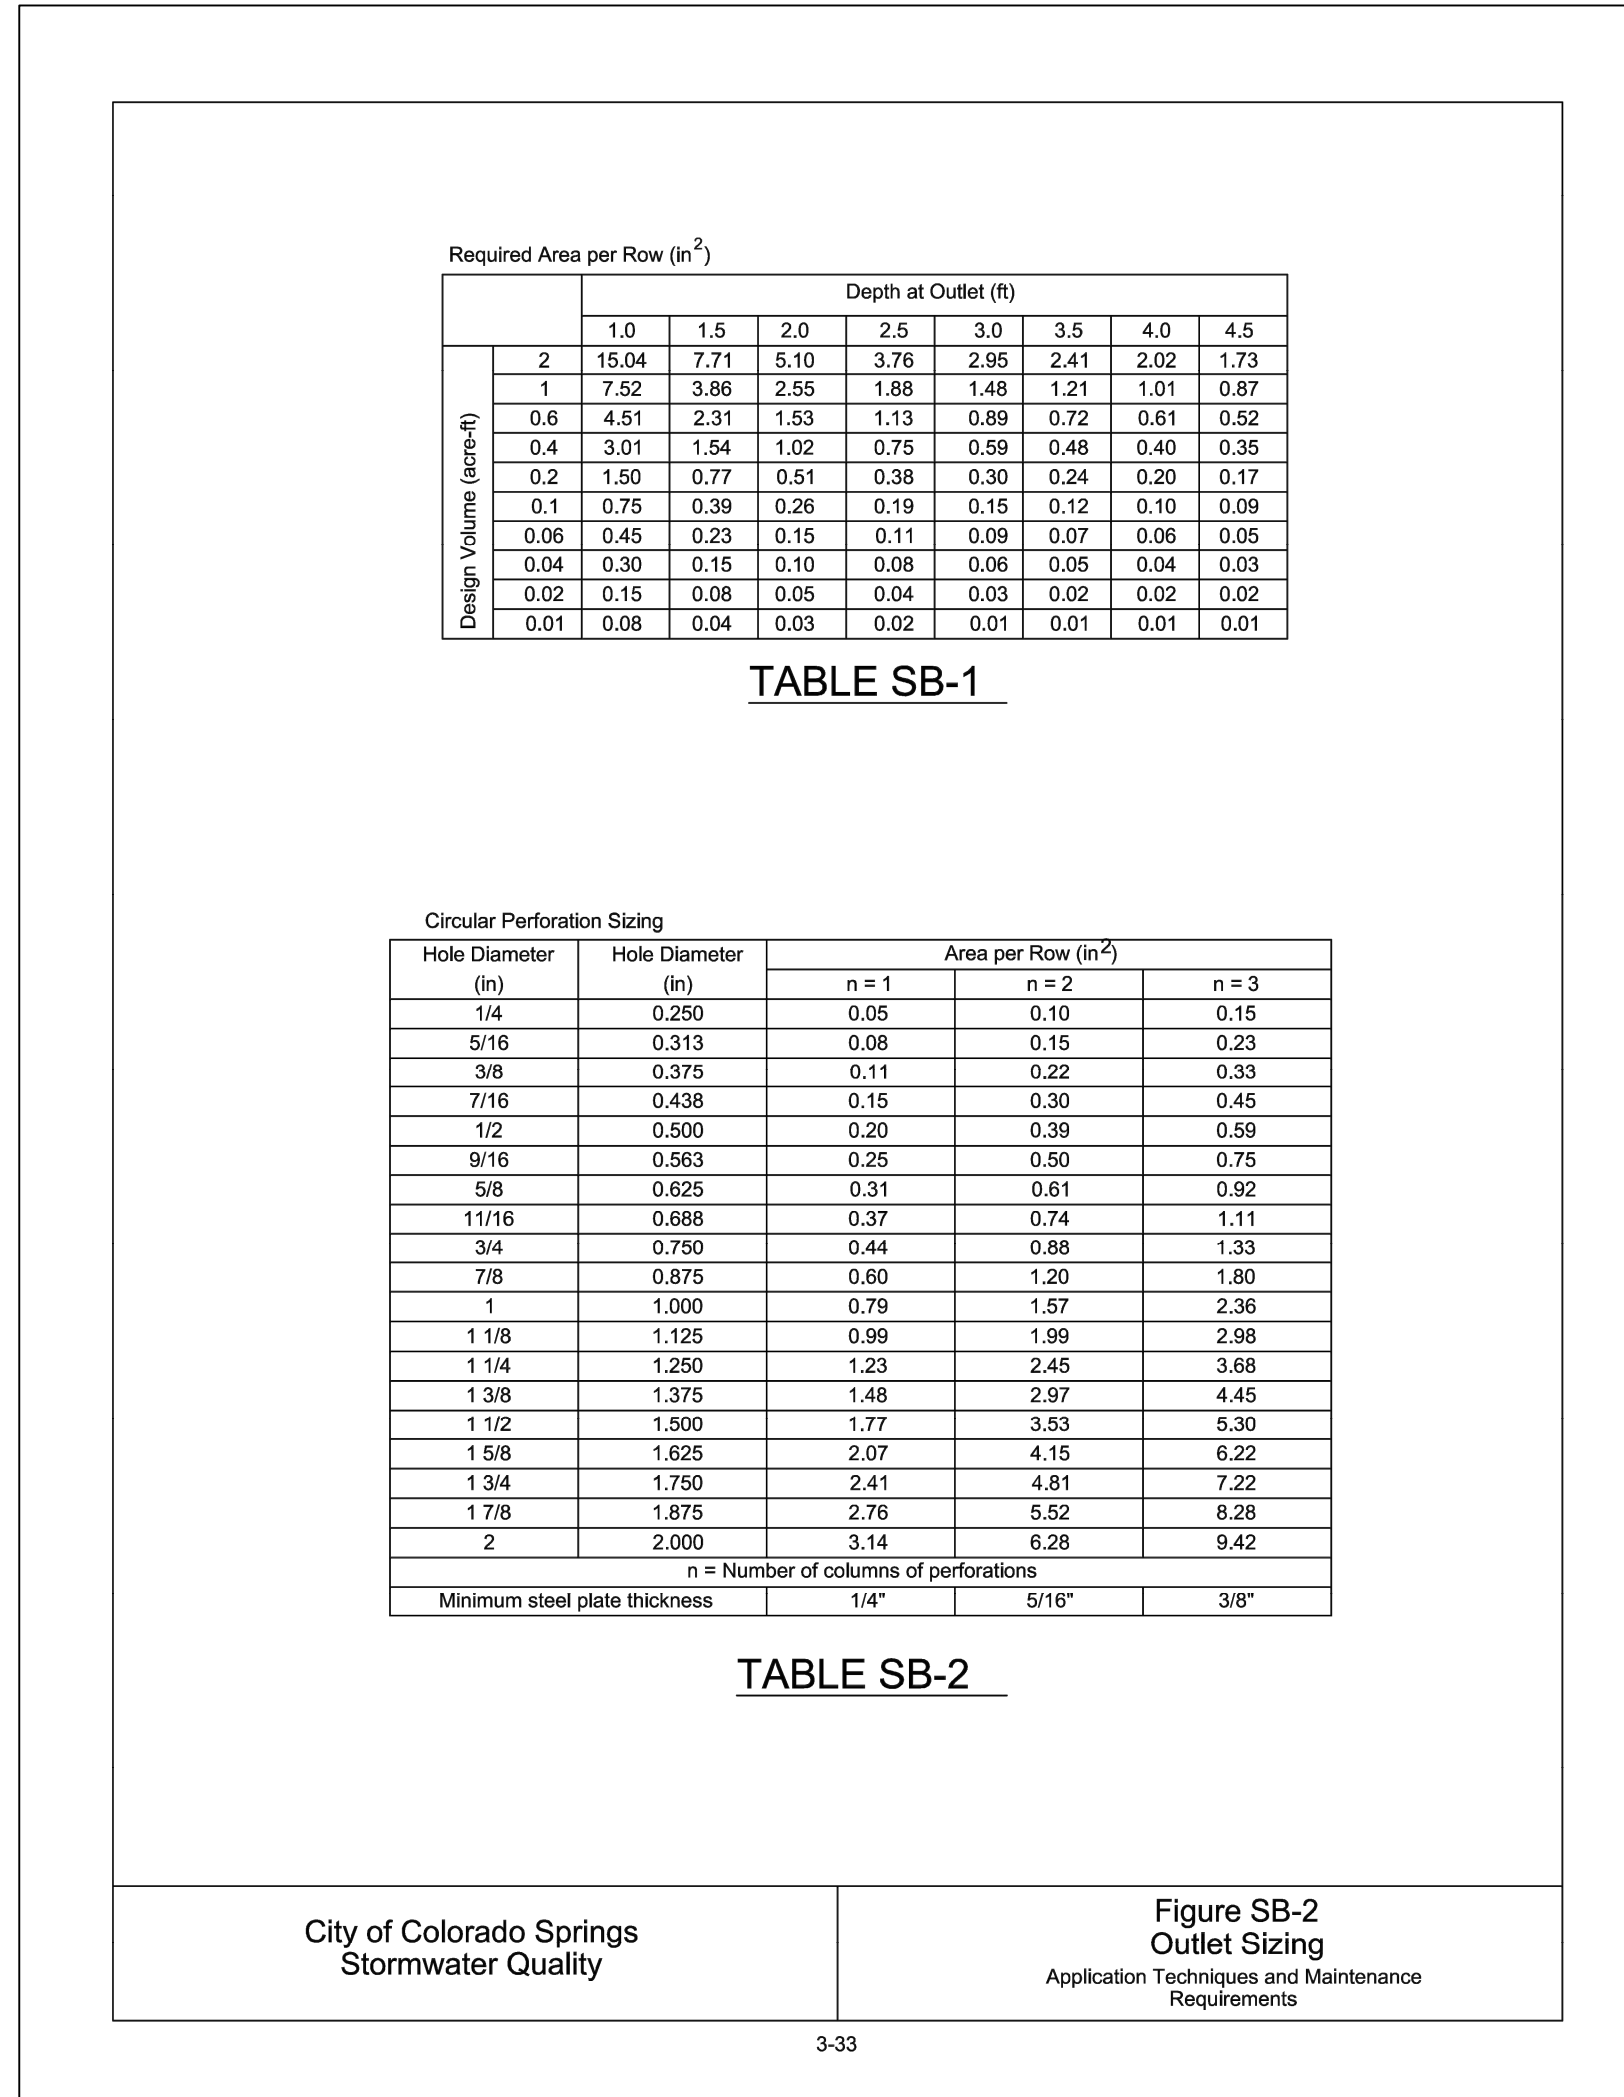 Required Area per Row (in2)
Depth at Outlet (ft)
1.0 1.5 2.0 2.5 3.0 3.5 4.0 4.5
Design Volume (acre-ft)
2 15.04 7.71 5.10 3.76 2.95 2.41 2.02 1.73
1 7.52 3.86 2.55 1.88 1.48 1.21 1.01 0.87
0.6 4.51 2.31 1.53 1.13 0.89 0.72 0.61 0.52
0.4 3.01 1.54 1.02 0.75 0.59 0.48 0.40 0.35
0.2 1.50 0.77 0.51 0.38 0.30 0.24 0.20 0.17
0.1 0.75 0.39 0.26 0.19 0.15 0.12 0.10 0.09
0.06 0.45 0.23 0.15 0.11 0.09 0.07 0.06 0.05
0.04 0.30 0.15 0.10 0.08 0.06 0.05 0.04 0.03
0.02 0.15 0.08 0.05 0.04 0.03 0.02 0.02 0.02
0.01 0.08 0.04 0.03 0.02 0.01 0.01 0.01 0.01
TABLE SB-1
Circular Perforation Sizing
Hole Diameter Hole Diameter Area per Row (in2)
(in) (in) n = 1 n = 2 n = 3
1/4 0.250 0.05 0.10 0.15
5/16 0.313 0.08 0.15 0.23
3/8 0.375 0.11 0.22 0.33
7/16 0.438 0.15 0.30 0.45
1/2 0.500 0.20 0.39 0.59
9/16 0.563 0.25 0.50 0.75
5/8 0.625 0.31 0.61 0.92
11/16 0.688 0.37 0.74 1.11
3/4 0.750 0.44 0.88 1.33
7/8 0.875 0.60 1.20 1.80
1 1.000 0.79 1.57 2.36
1 1/8 1.125 0.99 1.99 2.98
1 1/4 1.250 1.23 2.45 3.68
1 3/8 1.375 1.48 2.97 4.45
1 1/2 1.500 1.77 3.53 5.30
1 5/8 1.625 2.07 4.15 6.22
1 3/4 1.750 2.41 4.81 7.22
1 7/8 1.875 2.76 5.52 8.28
2 2.000 3.14 6.28 9.42
n = Number of columns of perforations
Minimum steel plate thickness 1/4" 5/16" 3/8"
TABLE SB-2
City of Colorado Springs
Stormwater Quality
Figure SB-2
Outlet Sizing
Application Techniques and Maintenance
Requirements
3-33